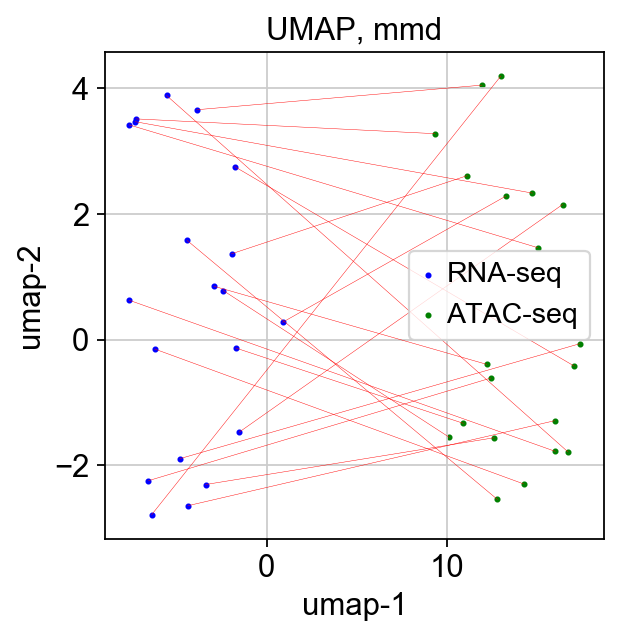 UMAP, mmd
4
2
0
−2
umap-2
RNA-seq
ATAC-seq
0 10
umap-1